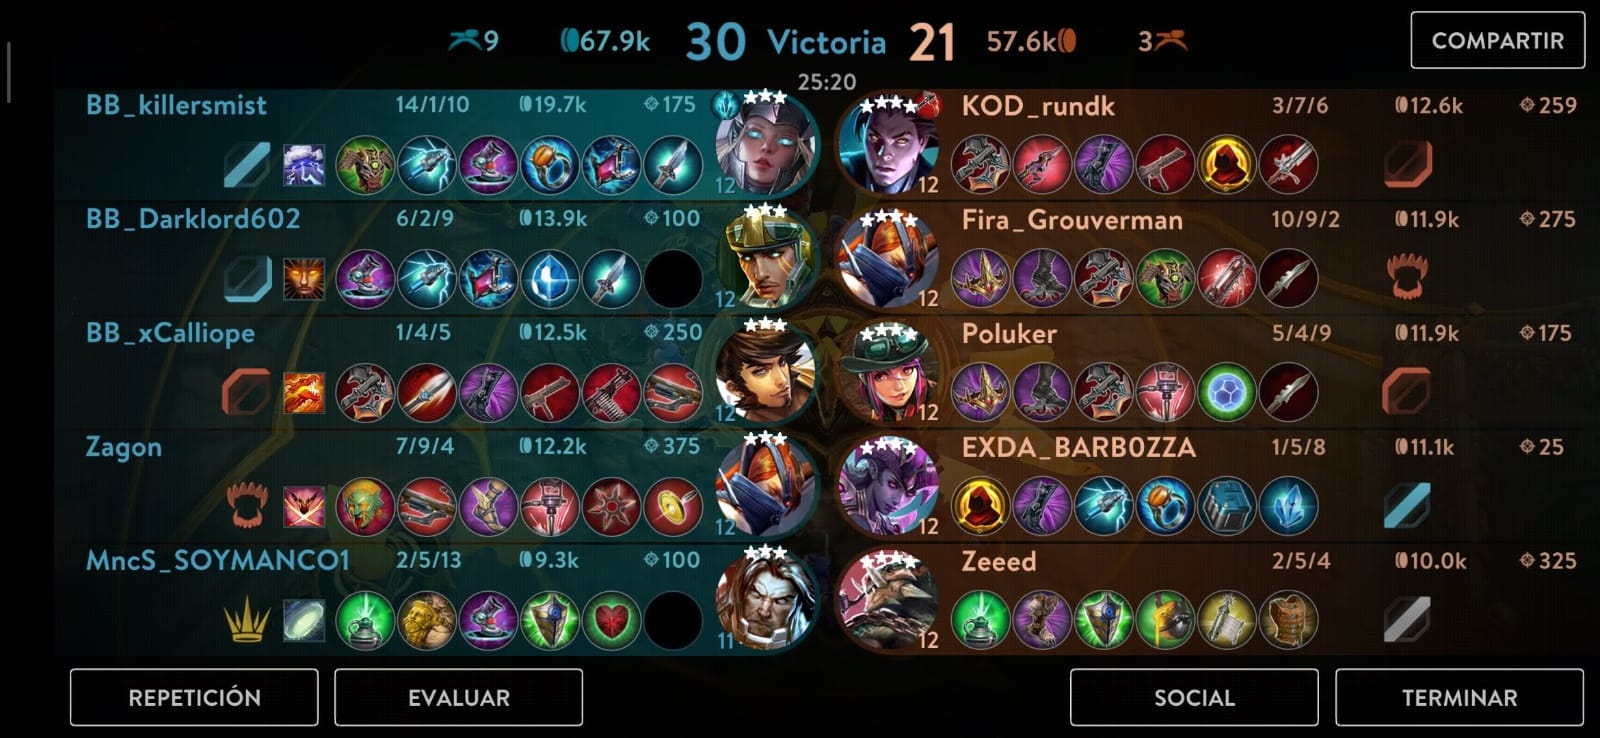 9 67.9k 30 Victoria 21 57.6k 3 COMPARTIR
25:20
BB_killersmist 14/1/10 19.7k 175 12 12 KOD_rundk 3/7/6 12.6k 259
BB_Darklord602 6/2/9 13.9k 100 12 12 Fira_Grouverman 10/9/2 11.9k 275
BB_xCalliope 1/4/5 12.5k 250 12 12 Poluker 5/4/9 11.9k 175
Zagon 7/9/4 12.2k 375 12 12 EXDA_BARB0ZZA 1/5/8 11.1k 25
MncS_SOYMANCO1 2/5/13 9.3k 100 11 12 Zeeed 2/5/4 10.0k 325
REPETICIÓN EVALUAR SOCIAL TERMINAR